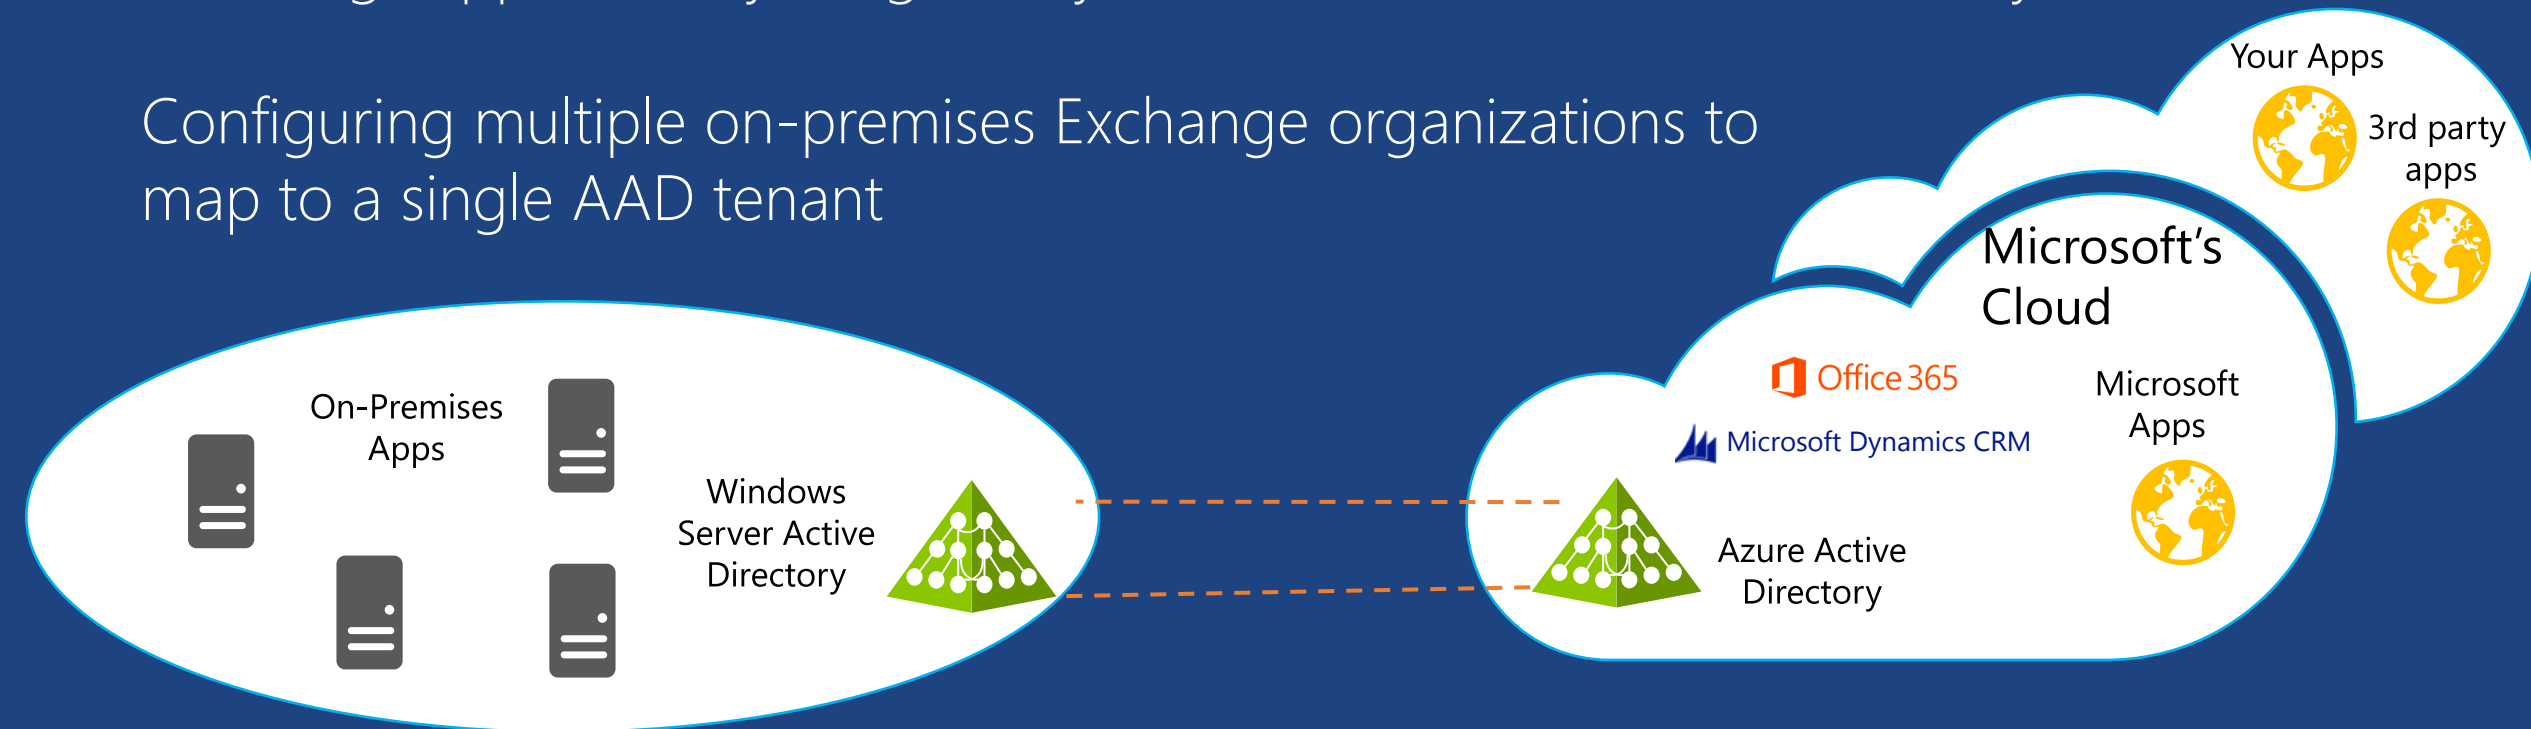 Configuring multiple on-premises Exchange organizations to
map to a single AAD tenant
Your Apps
3rd party
apps
Microsoft's
Cloud
Office 365
Microsoft Dynamics CRM
Microsoft
Apps
On-Premises
Apps
Windows
Server Active
Directory
Azure Active
Directory